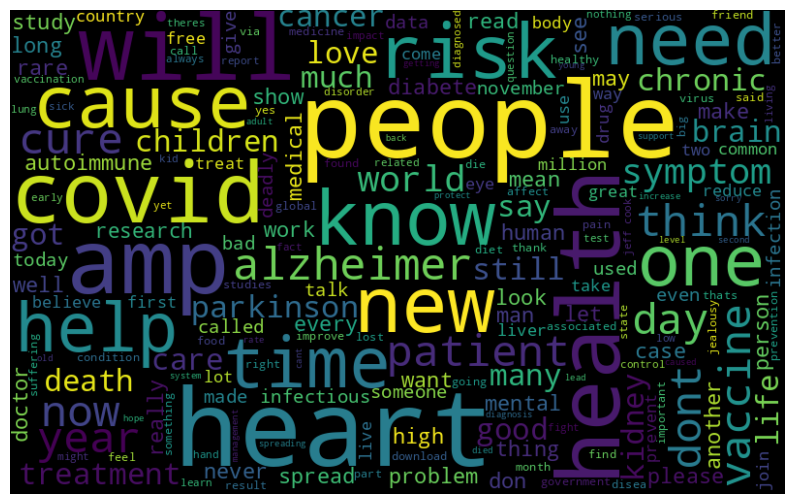 study
country
theres
call
always
via
medicine
report
free
give
cancer
impact
getting
diagnosed
data
read
body
see
nothing
serious
friend
better
long
rare
will
love
come
question
healthy
young
need
vaccination
lung
sick
adult
yes
much
disorder
risk
november
may
way
use
chronic
virus
said
living
cause
show
diabete
drug
away
support
big
make
cure
children
medical
people
brain
two
common
autoimmune
kid
treat
deadly
back
found
related
die
million
symptom
early
yet
covid
world
eye
mean
affect
great
reduce
infection
got
research
global
work
know
say
human
protect
increase
sorry
think
today
bad
fact
diet
thank
pain
test
jeff cook
level
second
well
amp
studies
alzheimer
still
used
take
one
believe
first
talk
look
man
let
even
thats
prevention
help
parkinson
called
every
new
liver
associated
state
health
day
case
person
jealousy
low
food
rate
improve
lost
suffering
condition
time
care
patient
control
death
old
system
lot
right
cant
want
going
lead
caused
dont
vaccine
life
another
important
doctor
now
really
something
made
infectious
someone
many
mental
kidney
prevent
hope
management
heart
live
high
good
diagnosis
fight
find
year
might
feel
hand
never
spreading
died
thing
please
join
treatment
learn
result
spread
part
download
problem
don
month
government
disea